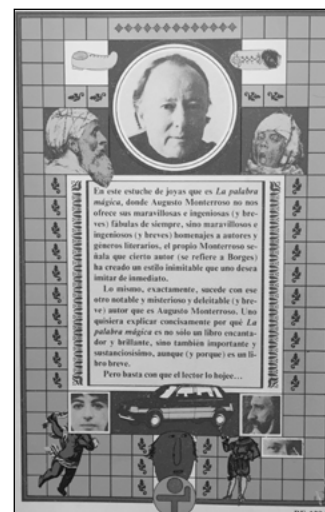 En este estuche de joyas que es La palabra
mágica, donde Augusto Monterroso no nos
ofrece sus maravillosas e ingeniosas (y bre-
ves) fábulas de siempre, sino maravillosos e
ingeniosos (y breves) homenajes a autores y
géneros literarios, el propio Monterroso se-
ñala que cierto autor (se refiere a Borges)
ha creado un estilo inimitable que uno desea
imitar de inmediato.
Lo mismo, exactamente, sucede con ese
otro notable y misterioso y deleitable (y bre-
ve) autor que es Augusto Monterroso. Uno
quisiera explicar concisamente por qué La
palabra mágica es no sólo un libro encanta-
dor y brillante, sino también importante y
sustanciosísimo, aunque (y porque) es un li-
bro breve.
Pero basta con que el lector lo hojee...